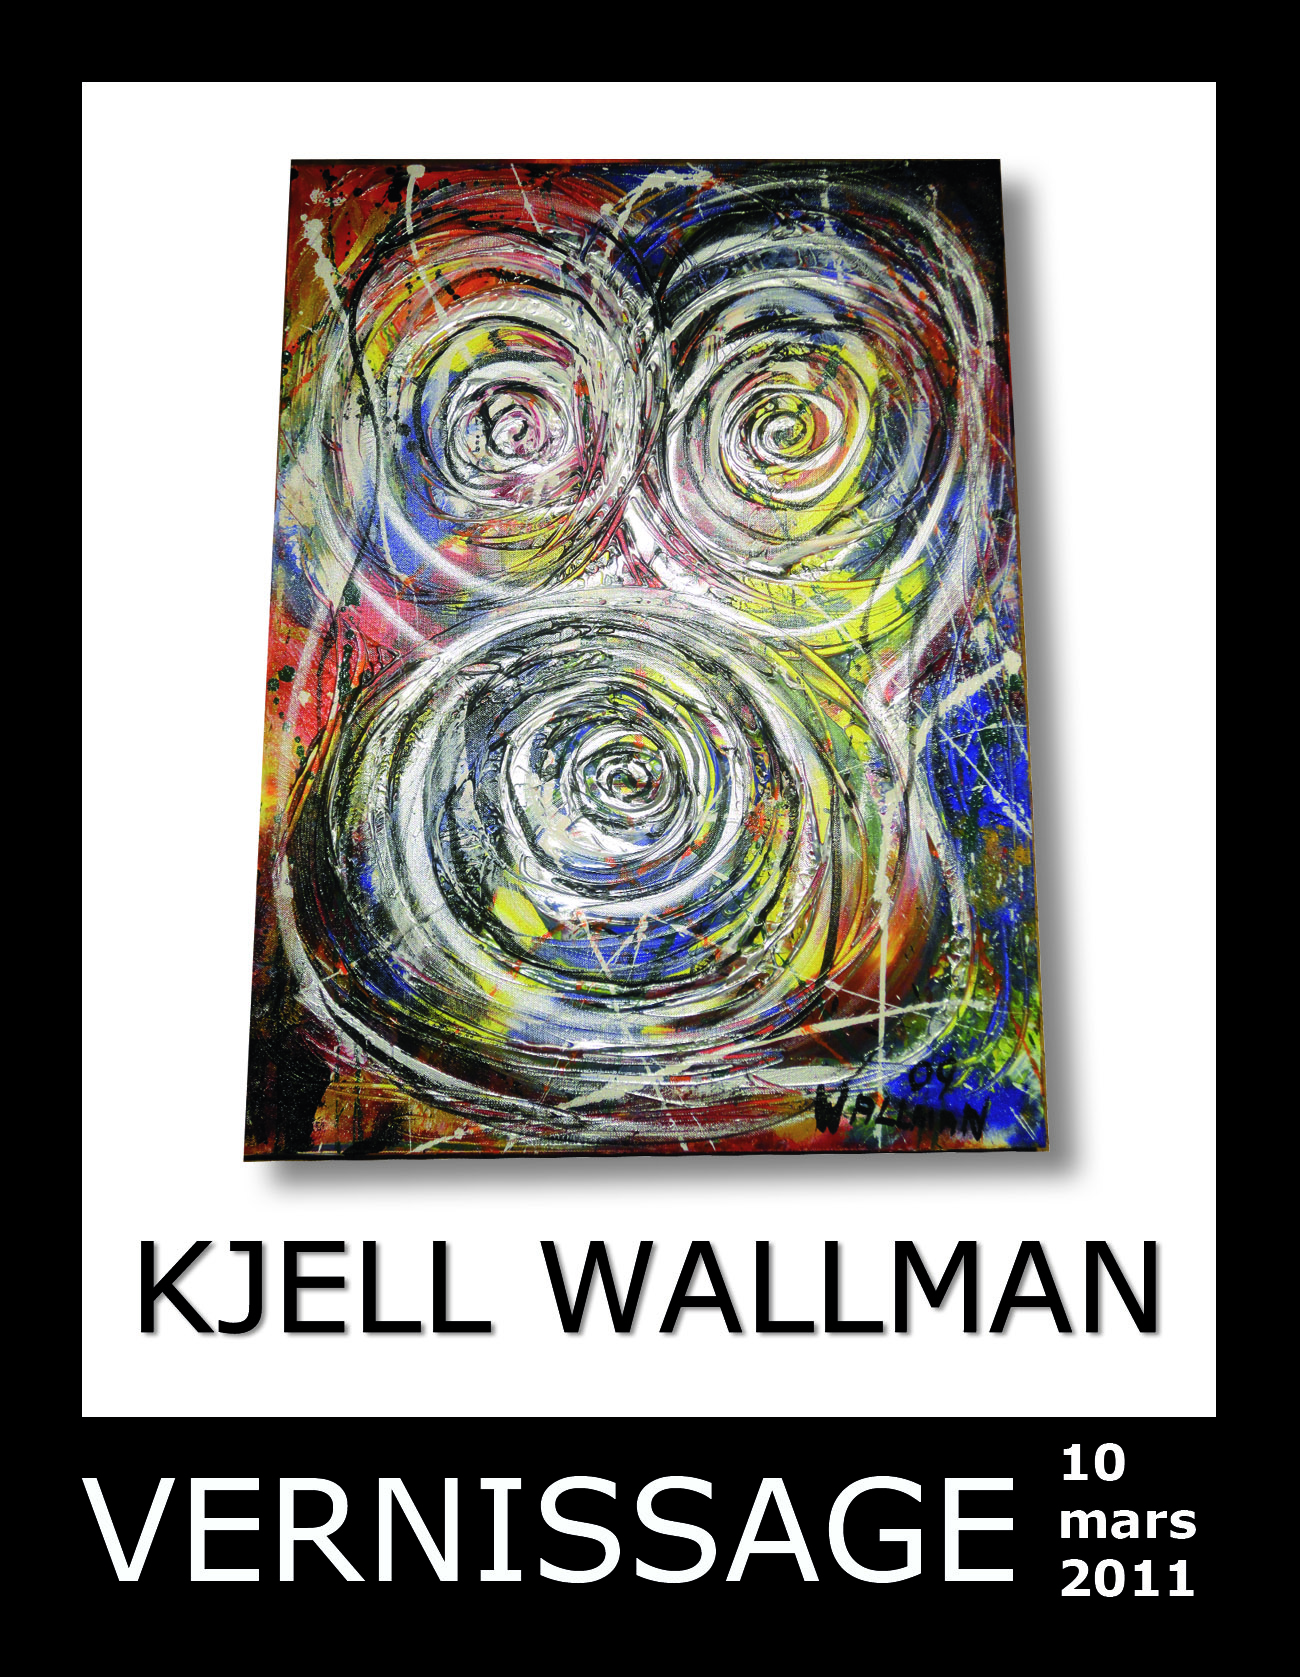 09
WALLMAN
KJELL WALLMAN
VERNISSAGE
10
mars
2011